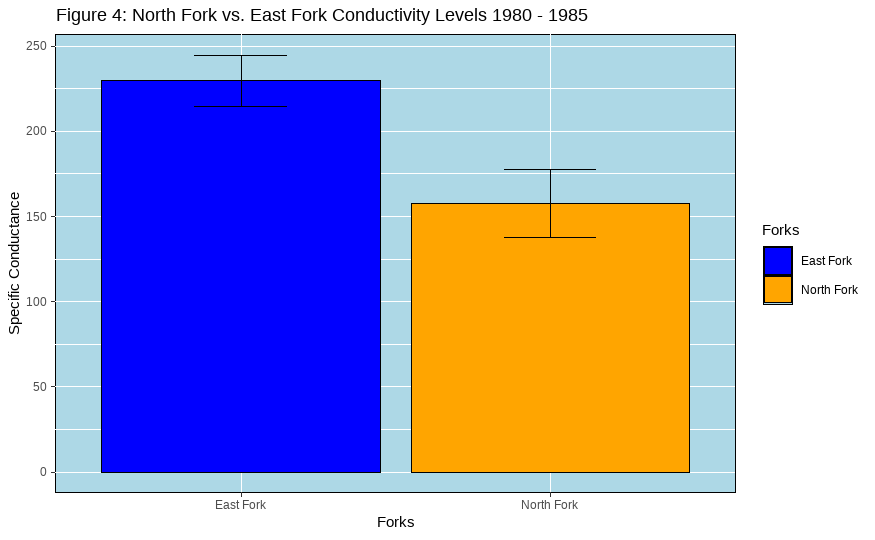 Figure 4: North Fork vs. East Fork Conductivity Levels 1980 - 1985
250
200
150
100
50
0
Specific Conductance
East Fork
North Fork
Forks
Forks
East Fork
North Fork